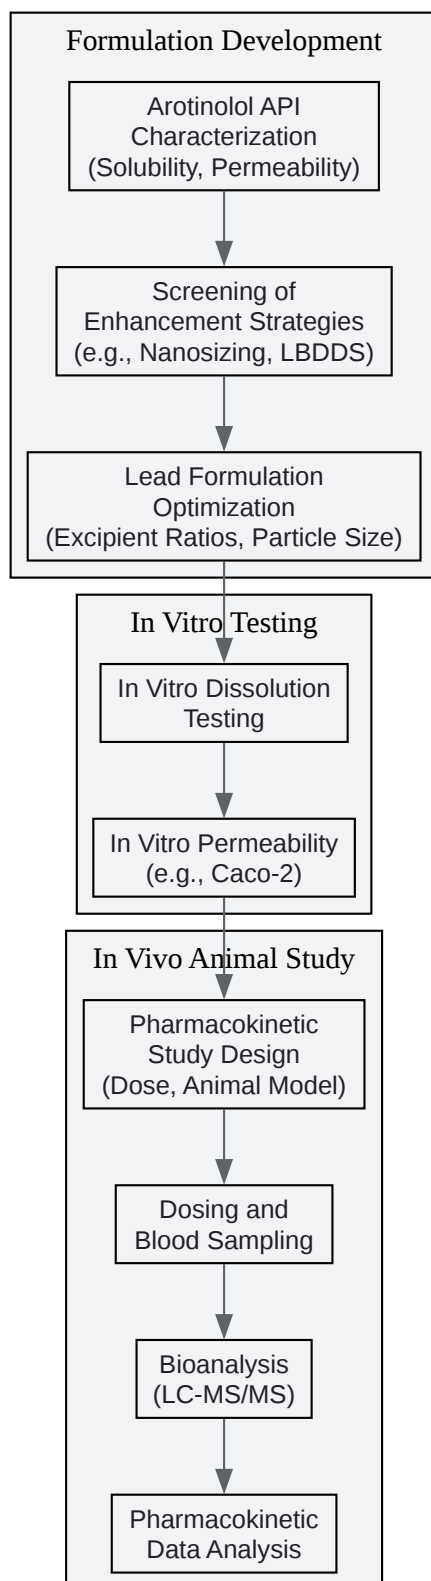 Formulation Development
Arotinolol API
Characterization
(Solubility, Permeability)
Screening of
Enhancement Strategies
(e.g., Nanosizing, LBDDS)
Lead Formulation
Optimization
(Excipient Ratios, Particle Size)
In Vitro Testing
In Vitro Dissolution
Testing
In Vitro Permeability
(e.g., Caco-2)
In Vivo Animal Study
Pharmacokinetic
Study Design
(Dose, Animal Model)
Dosing and
Blood Sampling
Bioanalysis
(LC-MS/MS)
Pharmacokinetic
Data Analysis